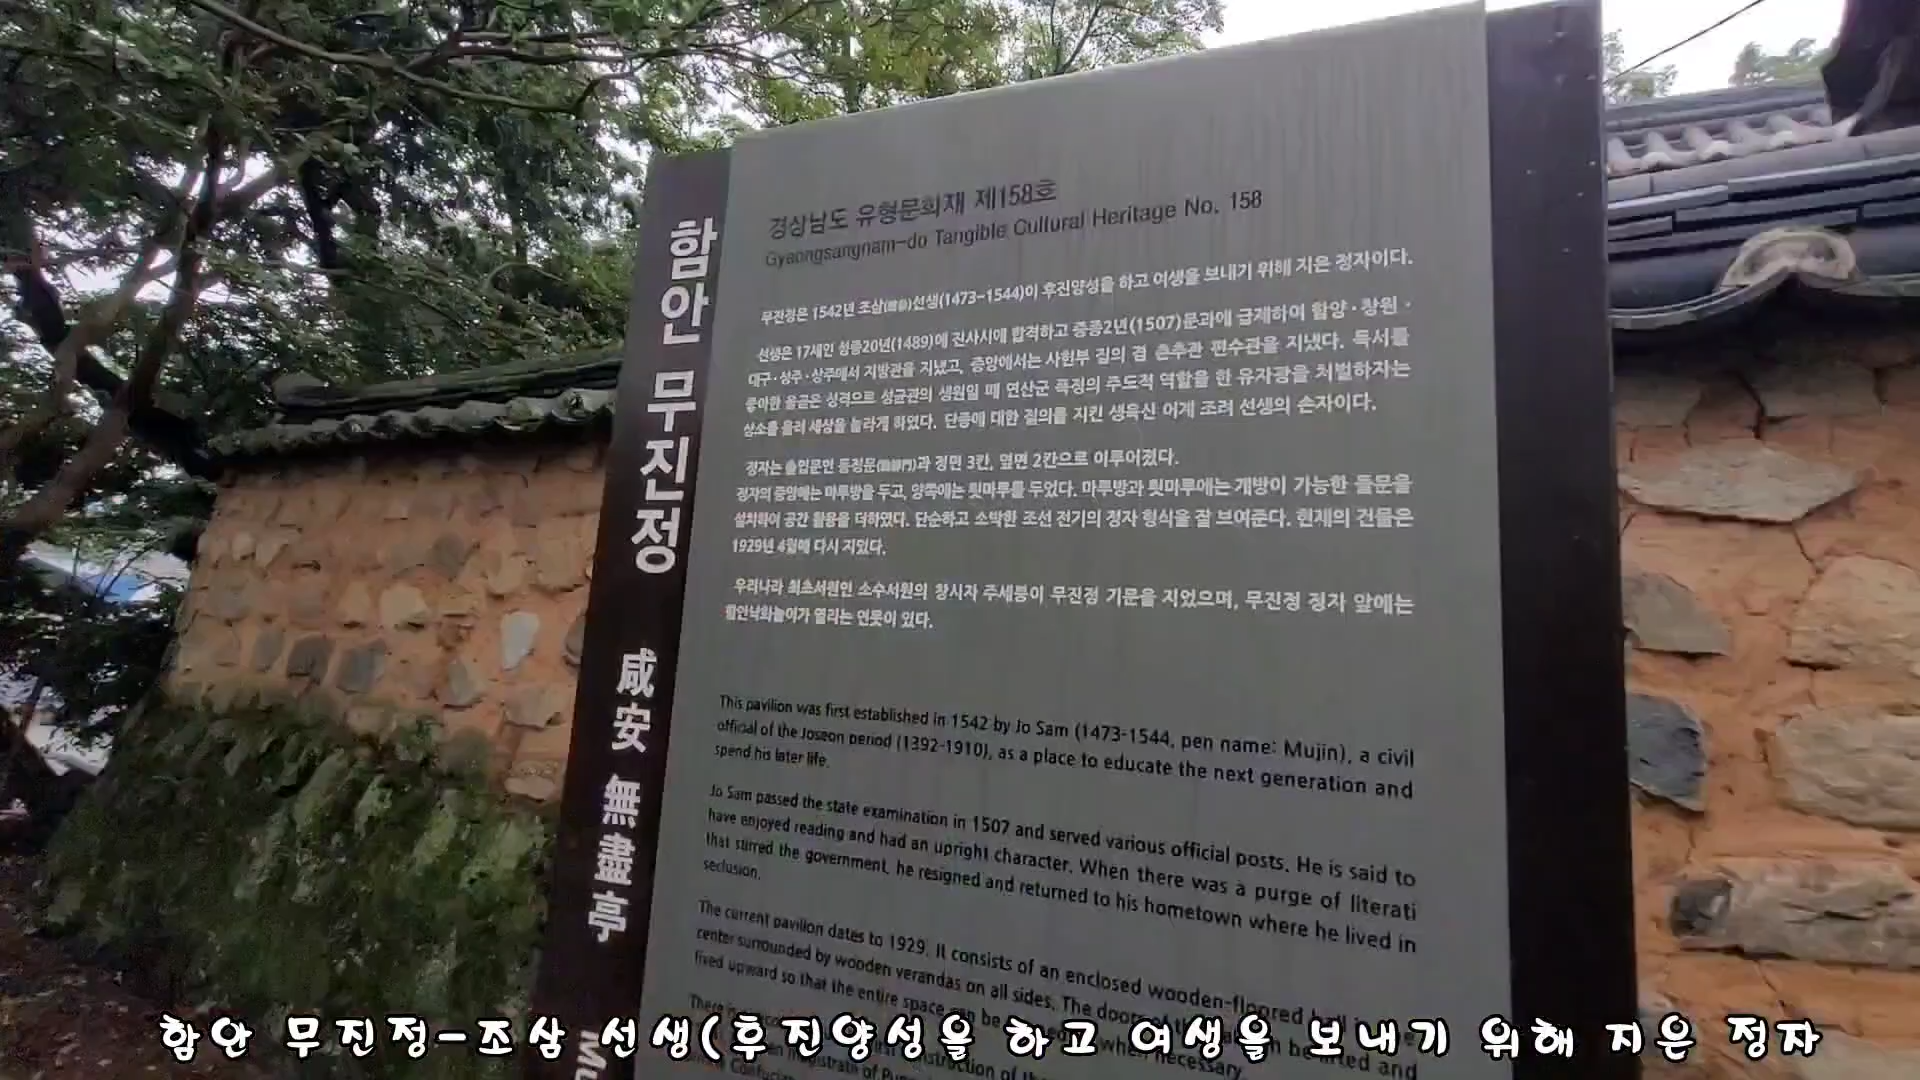 함안 무진정 咸安 無盡亭
경상남도 유형문화재 제158호
Gyeongsangnam-do Tangible Cultural Heritage No. 158
무진정은 1542년 조삼 선생(1473-1544)이 후진양성을 하고 여생을 보내기 위해 지은 정자이다.
선생은 17세인 성종20년(1489)에 진사시에 합격하고 중종2년(1507)문과에 급제하여 함양·창원·
대구·성주·상주에서 지방관을 지냈고, 중앙에서는 사헌부 집의 겸 춘추관 편수관을 지냈다. 독서를
좋아한 올곧은 성격으로 성균관의 생원일 때 연산군 폭정의 주도적 역할을 한 유자광을 처벌하자는
상소를 올려 세상을 놀라게 하였다. 단종에 대한 절의를 지킨 생육신 어계 조려 선생의 손자이다.
정자는 출입문인 동정문과 정면 3칸, 옆면 2칸으로 이루어졌다.
정자의 중앙에는 마루방을 두고, 양쪽에는 툇마루를 두었다. 마루방과 툇마루에는 개방이 가능한 들문을
설치하여 공간 활용을 더하였다. 단순하고 소박한 조선 전기의 정자 형식을 잘 보여준다. 현재의 건물은
1929년 4월에 다시 지었다.
우리나라 최초서원인 소수서원의 창시자 주세붕이 무진정 기문을 지었으며, 무진정 정자 앞에는
함안낙화놀이가 열리는 연못이 있다.
This pavilion was first established in 1542 by Jo Sam (1473-1544, pen name: Mujin), a civil
official of the Joseon period (1392-1910), as a place to educate the next generation and
spend his later life.
Jo Sam passed the state examination in 1507 and served various official posts. He is said to
have enjoyed reading and had an upright character. When there was a purge of literati
that stirred the government, he resigned and returned to his hometown where he lived in
seclusion.
The current pavilion dates to 1929. It consists of an enclosed wooden-floored hall
center surrounded by wooden verandas on all sides. The doors of the can be lifted and
fixed upward so that the entire space can be when necessary.
함안 무진정-조삼 선생(후진양성을 하고 여생을 보내기 위해 지은 정자